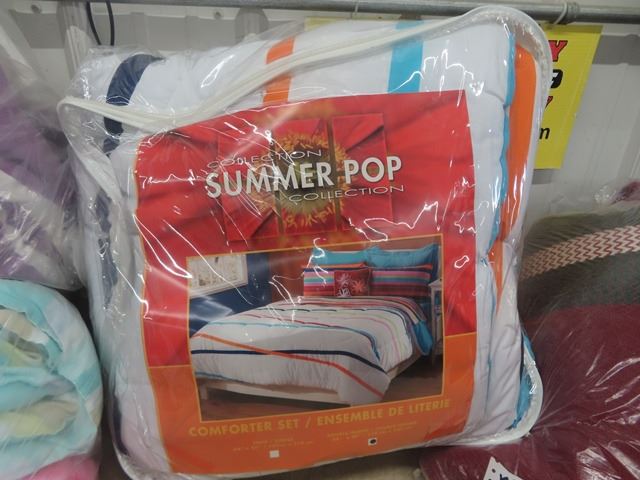 COLLECTION
SUMMER POP
COLLECTION
COMFORTER SET / ENSEMBLE DE LITERIE